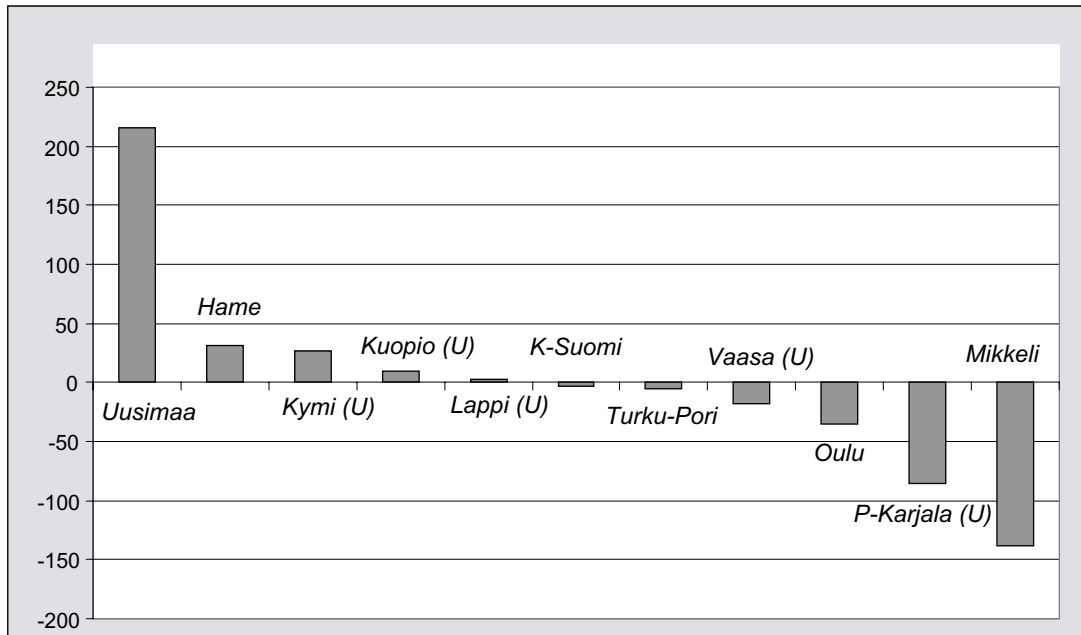 250
200
150
100
50
0
-50
-100
-150
-200
Hame
Kuopio (U)
K-Suomi
Vaasa (U)
Mikkeli
Uusimaa
Kymi (U)
Lappi (U)
Turku-Pori
Oulu
P-Karjala (U)